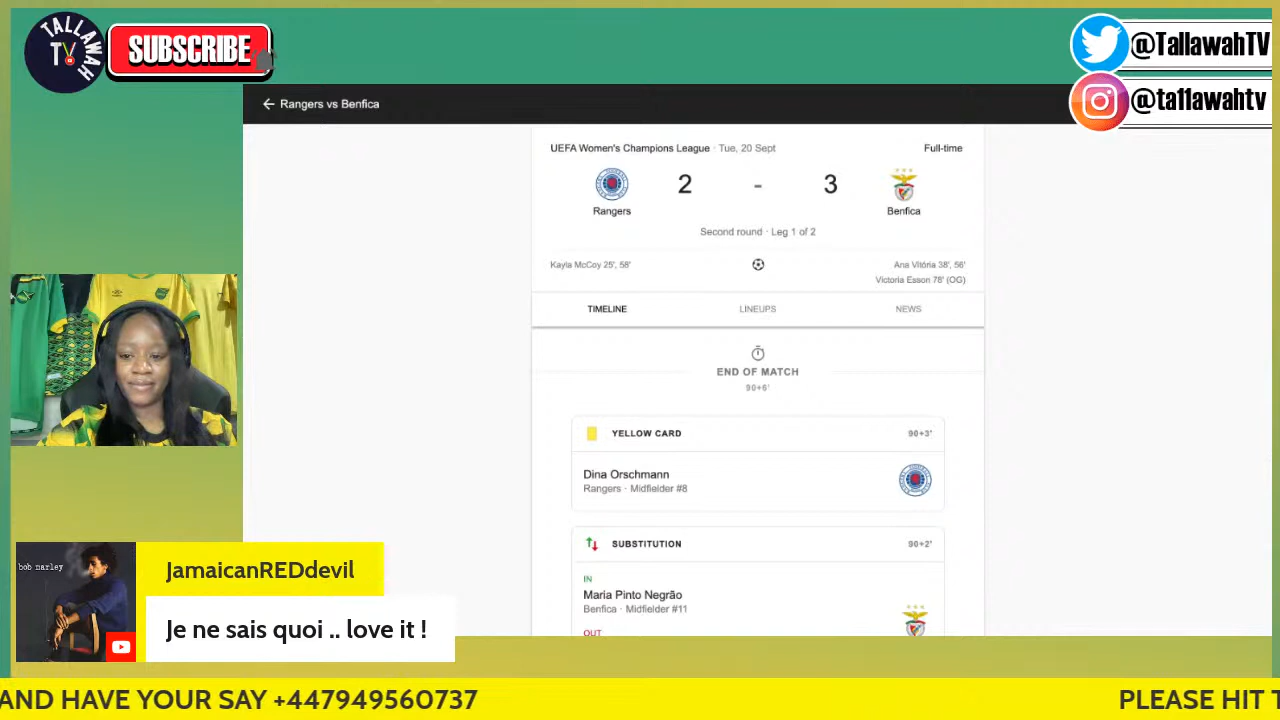 TALLAWAH
TV
SUBSCRIBE
@TallawahTV
@ta11awahtv
Rangers vs Benfica
UEFA Women's Champions League · Tue, 20 Sept
Full-time
2 - 3
Rangers
Benfica
Second round · Leg 1 of 2
Kayla McCoy 25', 58'
Ana Vitória 38', 56'
Victoria Esson 78' (OG)
TIMELINE
LINEUPS
NEWS
END OF MATCH
90+6'
YELLOW CARD
90+3'
Dina Orschmann
Rangers · Midfielder #8
SUBSTITUTION
90+2'
IN
Maria Pinto Negrão
Benfica · Midfielder #11
OUT
bob marley
JamaicanREDdevil
Je ne sais quoi .. love it !
AND HAVE YOUR SAY +447949560737
PLEASE HIT T